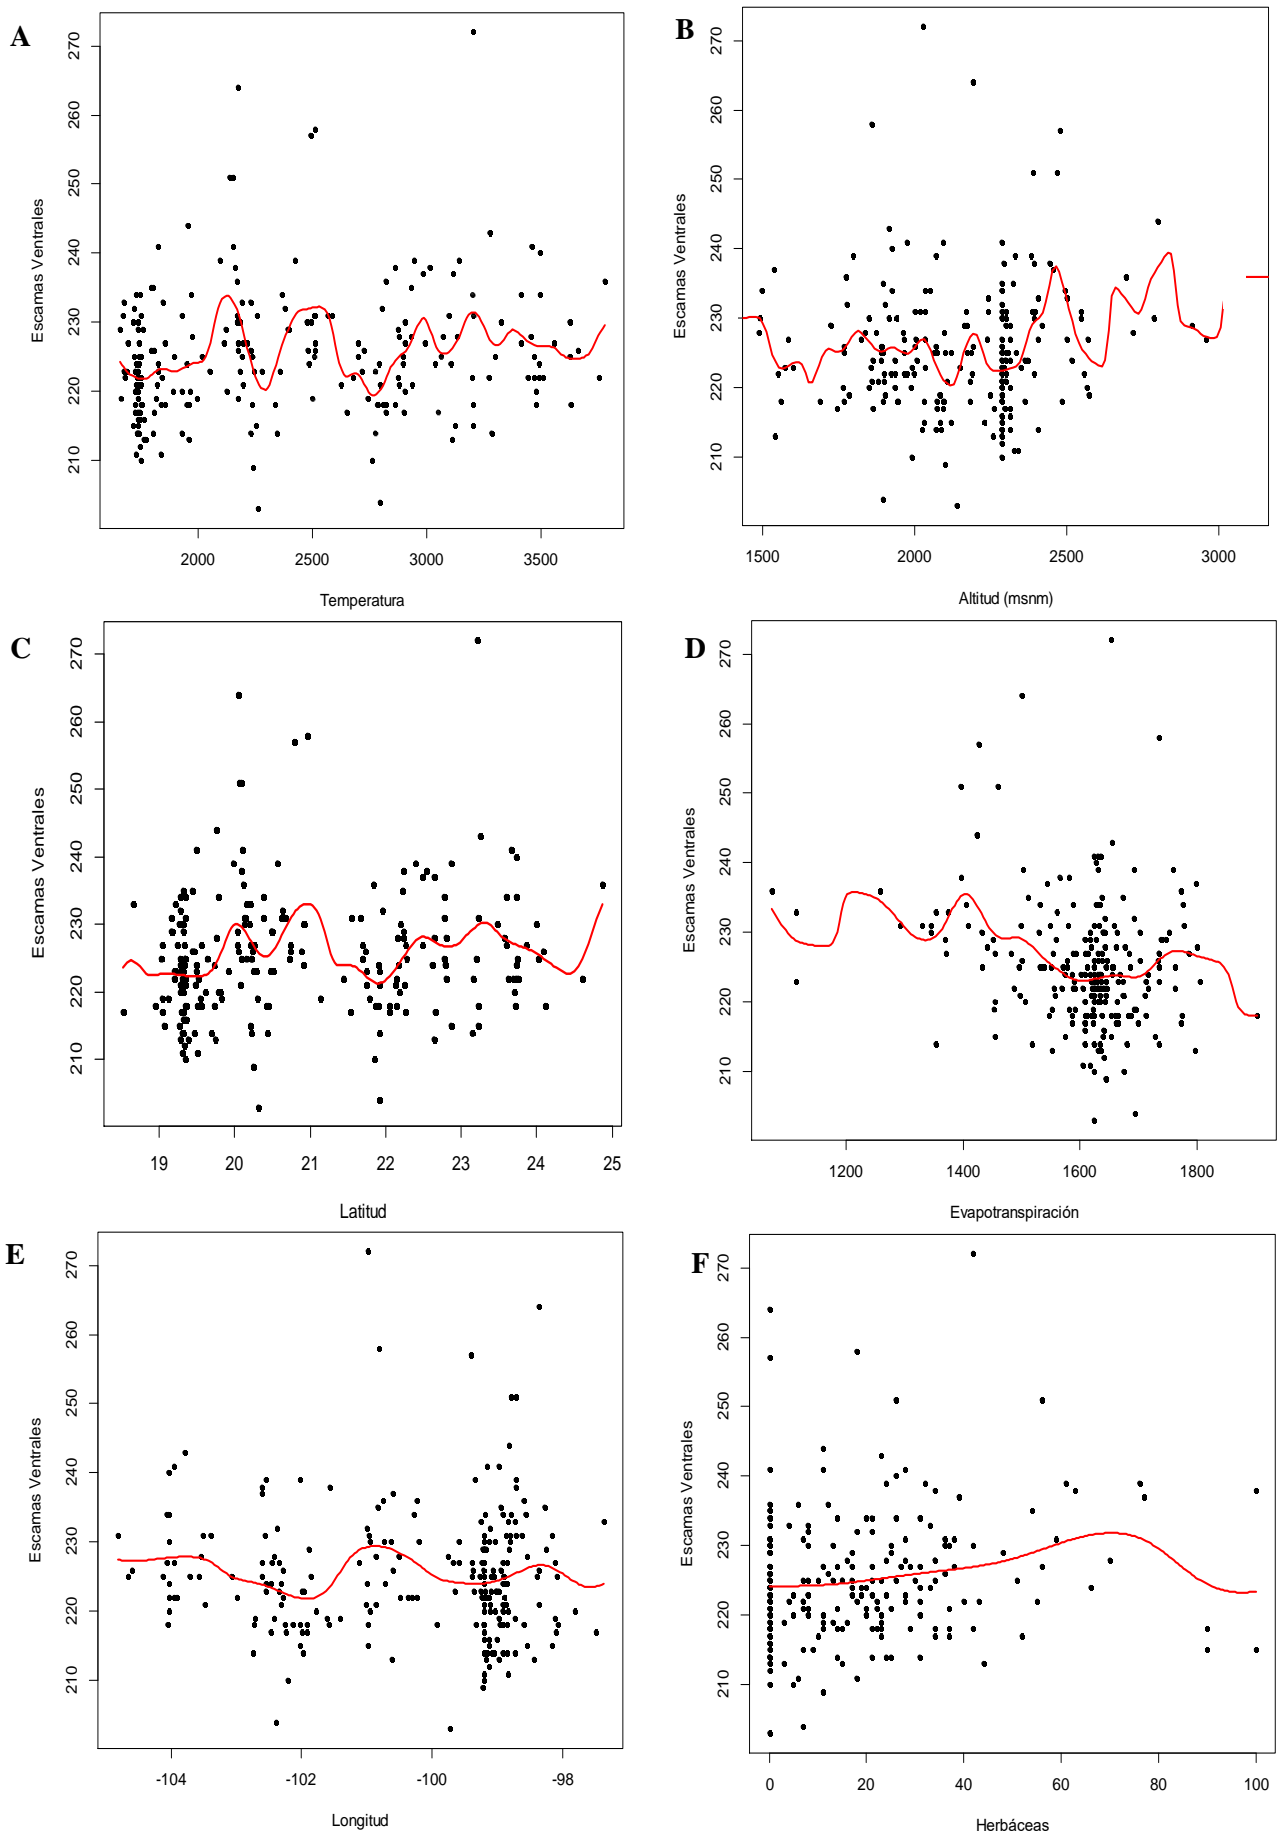 A
Escamas Ventrales
210 220 230 240 250 260 270
2000 2500 3000 3500
Temperatura
B
Escamas Ventrales
210 220 230 240 250 260 270
1500 2000 2500 3000
Altitud (msnm)
C
Escamas Ventrales
210 220 230 240 250 260 270
19 20 21 22 23 24 25
Latitud
D
Escamas Ventrales
210 220 230 240 250 260 270
1200 1400 1600 1800
Evapotranspiración
E
Escamas Ventrales
210 220 230 240 250 260 270
-104 -102 -100 -98
Longitud
F
Escamas Ventrales
210 220 230 240 250 260 270
0 20 40 60 80 100
Herbáceas